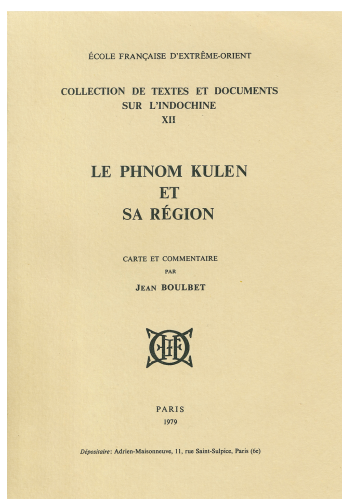 ÉCOLE FRANÇAISE D'EXTRÊME-ORIENT
COLLECTION DE TEXTES ET DOCUMENTS
SUR L'INDOCHINE
XII
LE PHNOM KULEN
ET
SA RÉGION
CARTE ET COMMENTAIRE
PAR
JEAN BOULBET
PARIS
1979
Dépositaire: Adrien-Maisonneuve, 11, rue Saint-Sulpice, Paris (6e)